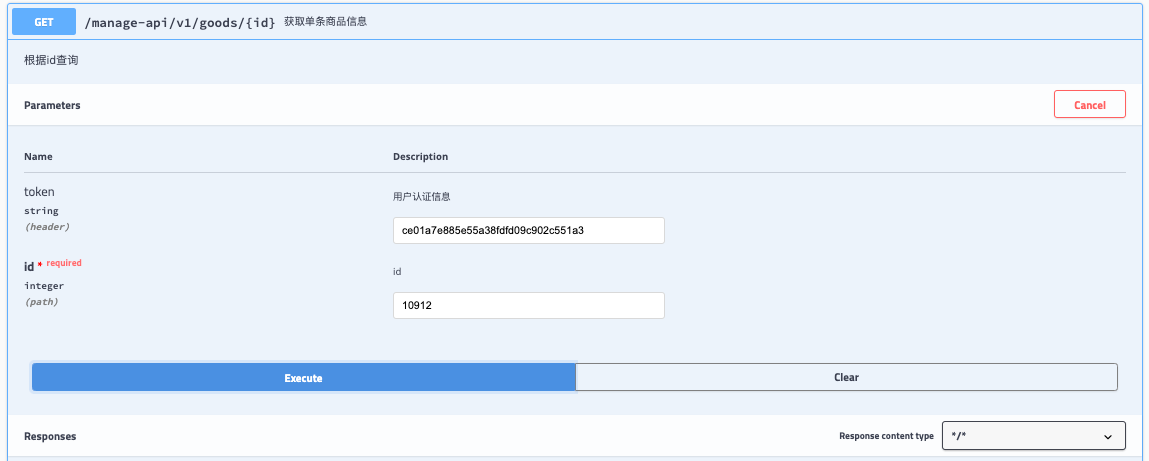 GET /manage-api/v1/goods/{id} 获取单条商品信息
根据id查询
Parameters Cancel
Name Description
token 用户认证信息
string
(header) ce01a7e885e55a38fdfd09c902c551a3
id * required id
integer
(path) 10912
Execute Clear
Responses Response content type */*